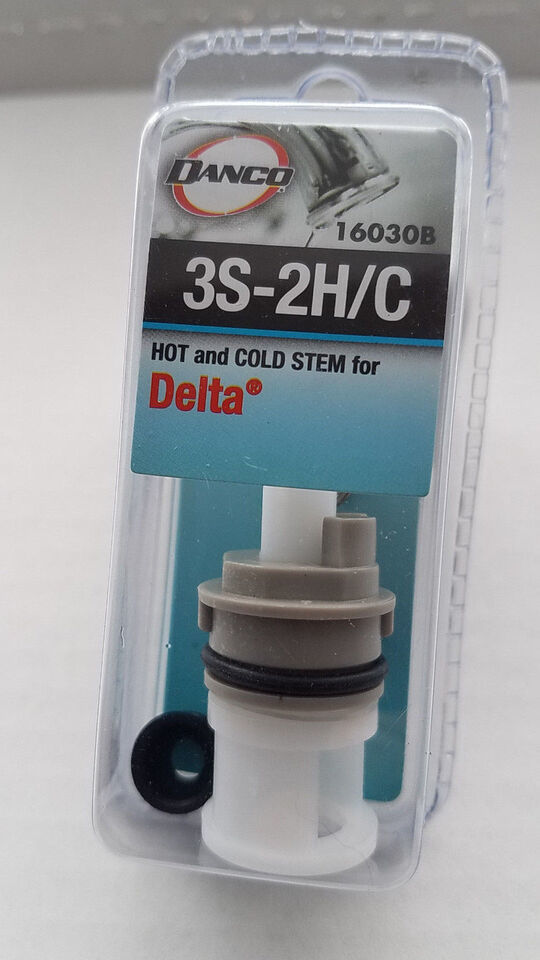 DANCO
16030B
3S-2H/C
HOT and COLD STEM for
Delta®